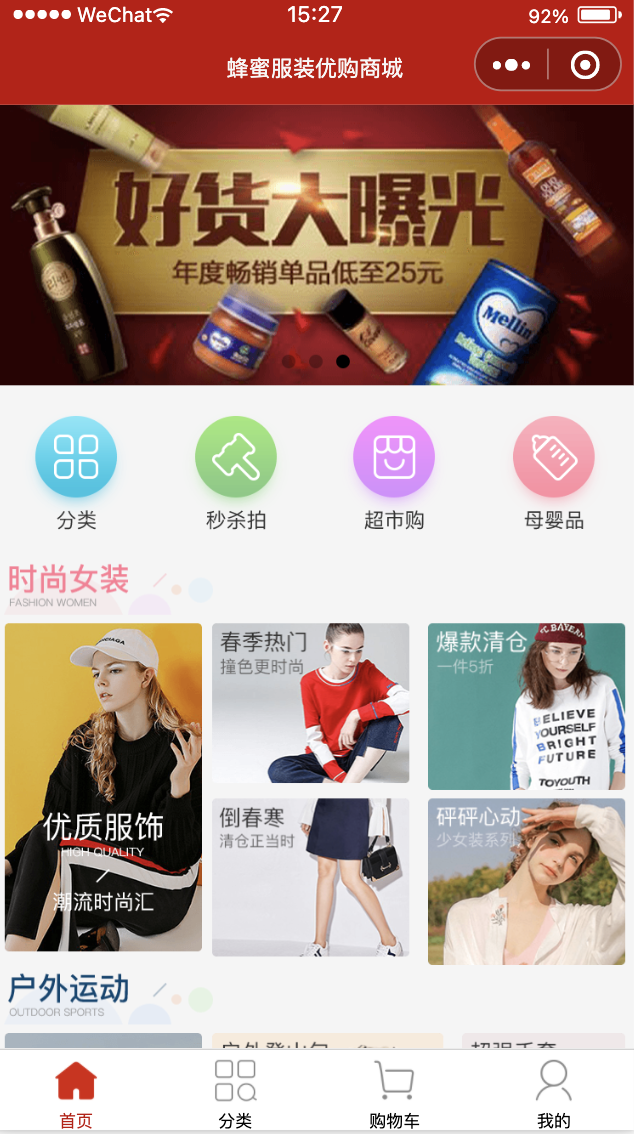 WeChat
15:27
92%
蜂蜜服装优购商城
好货大曝光
年度畅销单品低至25元
Mellin
分类
秒杀拍
超市购
母婴品
时尚女装
FASHION WOMEN
优质服饰
HIGH QUALITY
潮流时尚汇
春季热门
撞色更时尚
爆款清仓
一件5折
BELIEVE
YOURSELF
BRIGHT
FUTURE
TOYOUTH
倒春寒
清仓正当时
砰砰心动
少女装系列
户外运动
OUTDOOR SPORTS
首页
分类
购物车
我的